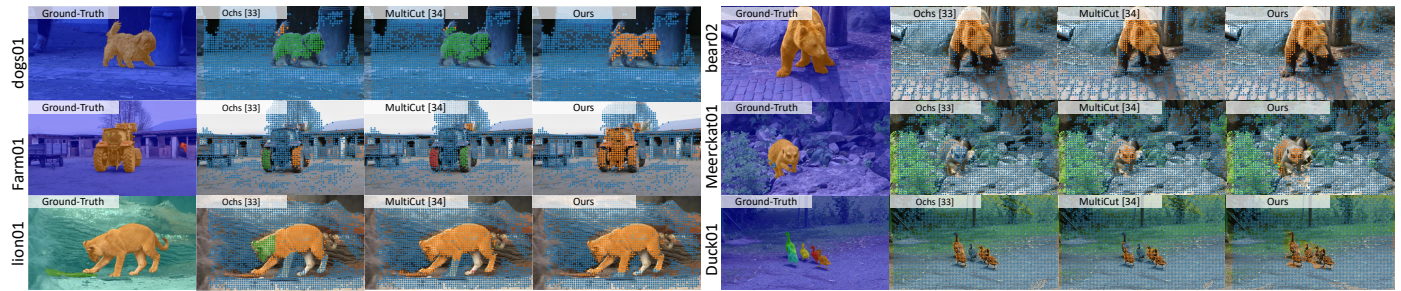 dogs01
Ground-Truth
Ochs [33]
MultiCut [34]
Ours
Farm01
Ground-Truth
Ochs [33]
MultiCut [34]
Ours
lion01
Ground-Truth
Ochs [33]
MultiCut [34]
Ours
bear02
Ground-Truth
Ochs [33]
MultiCut [34]
Ours
Meerckat01
Ground-Truth
Ochs [33]
MultiCut [34]
Ours
Duck01
Ground-Truth
Ochs [33]
MultiCut [34]
Ours